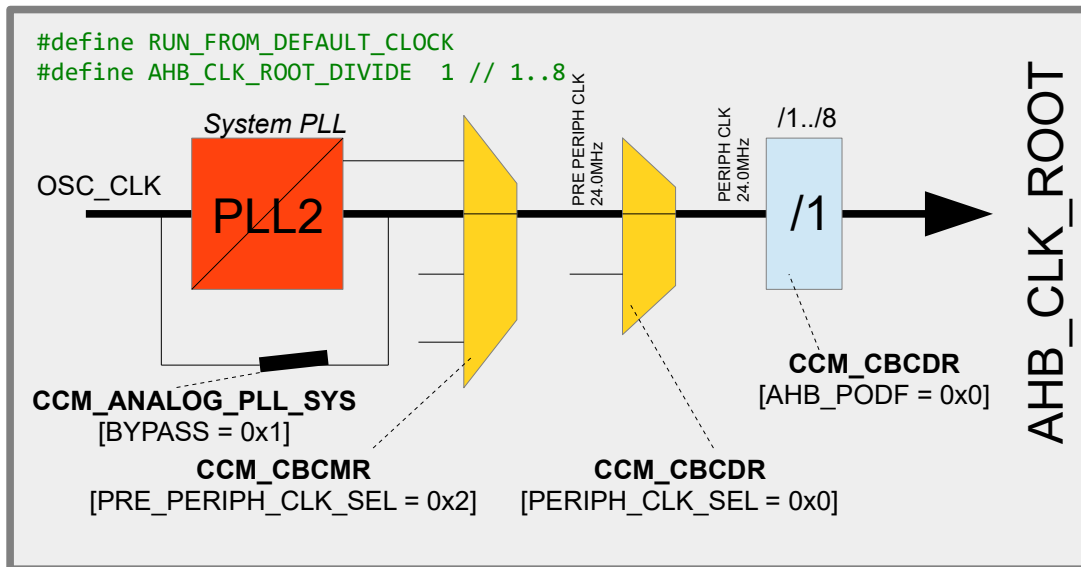 #define RUN_FROM_DEFAULT_CLOCK
#define AHB_CLK_ROOT_DIVIDE  1 // 1..8
System PLL
OSC_CLK
PLL2
PRE PERIPH CLK
24.0MHz
PERIPH CLK
24.0MHz
/1../8
/1
AHB_CLK_ROOT
CCM_ANALOG_PLL_SYS
[BYPASS = 0x1]
CCM_CBCMR
[PRE_PERIPH_CLK_SEL = 0x2]
CCM_CBCDR
[PERIPH_CLK_SEL = 0x0]
CCM_CBCDR
[AHB_PODF = 0x0]